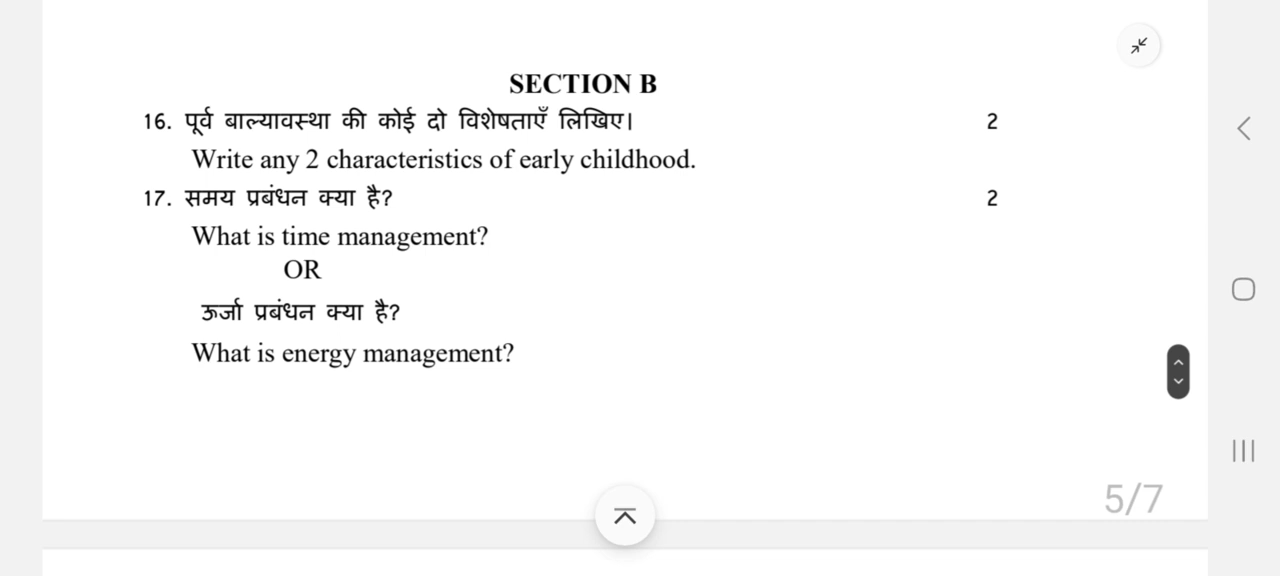 SECTION B
16. पूर्व बाल्यावस्था की कोई दो विशेषताएँ लिखिए। 2
Write any 2 characteristics of early childhood.
17. समय प्रबंधन क्या है? 2
What is time management?
OR
ऊर्जा प्रबंधन क्या है?
What is energy management?
5/7